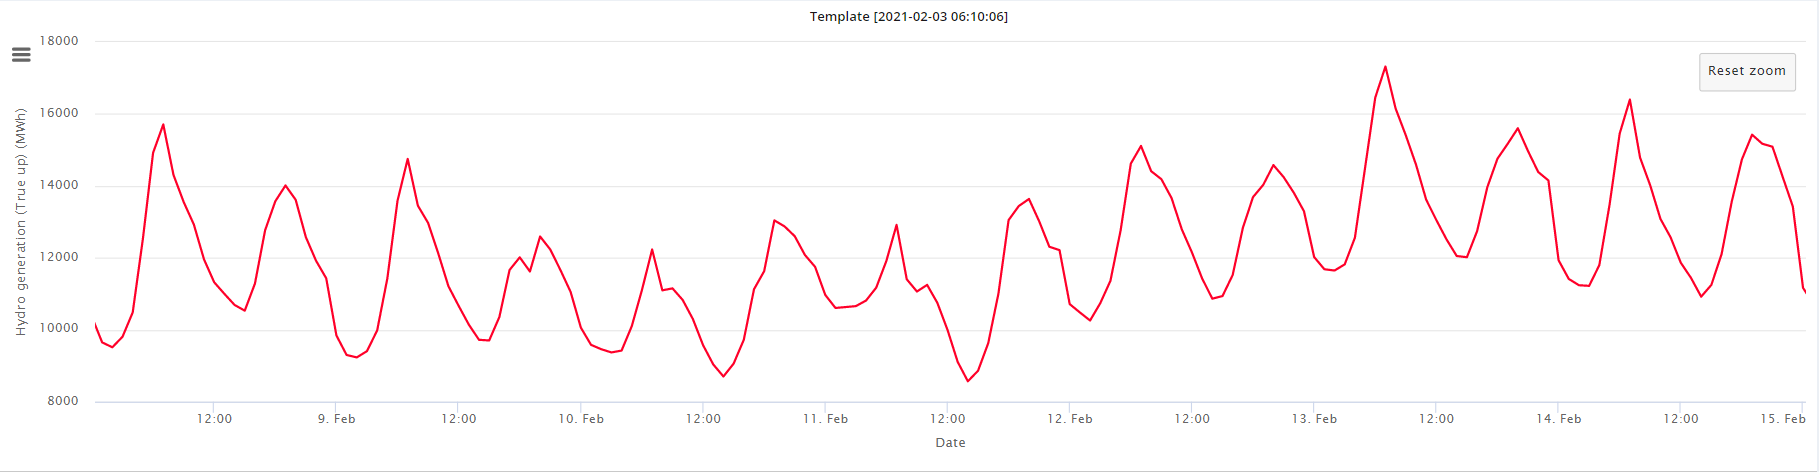 Template [2021-02-03 06:10:06]
Reset zoom
Hydro generation (True up) (MWh)
18000
16000
14000
12000
10000
8000
12:00
9. Feb
12:00
10. Feb
12:00
11. Feb
12:00
12. Feb
12:00
13. Feb
12:00
14. Feb
12:00
15. Feb
Date